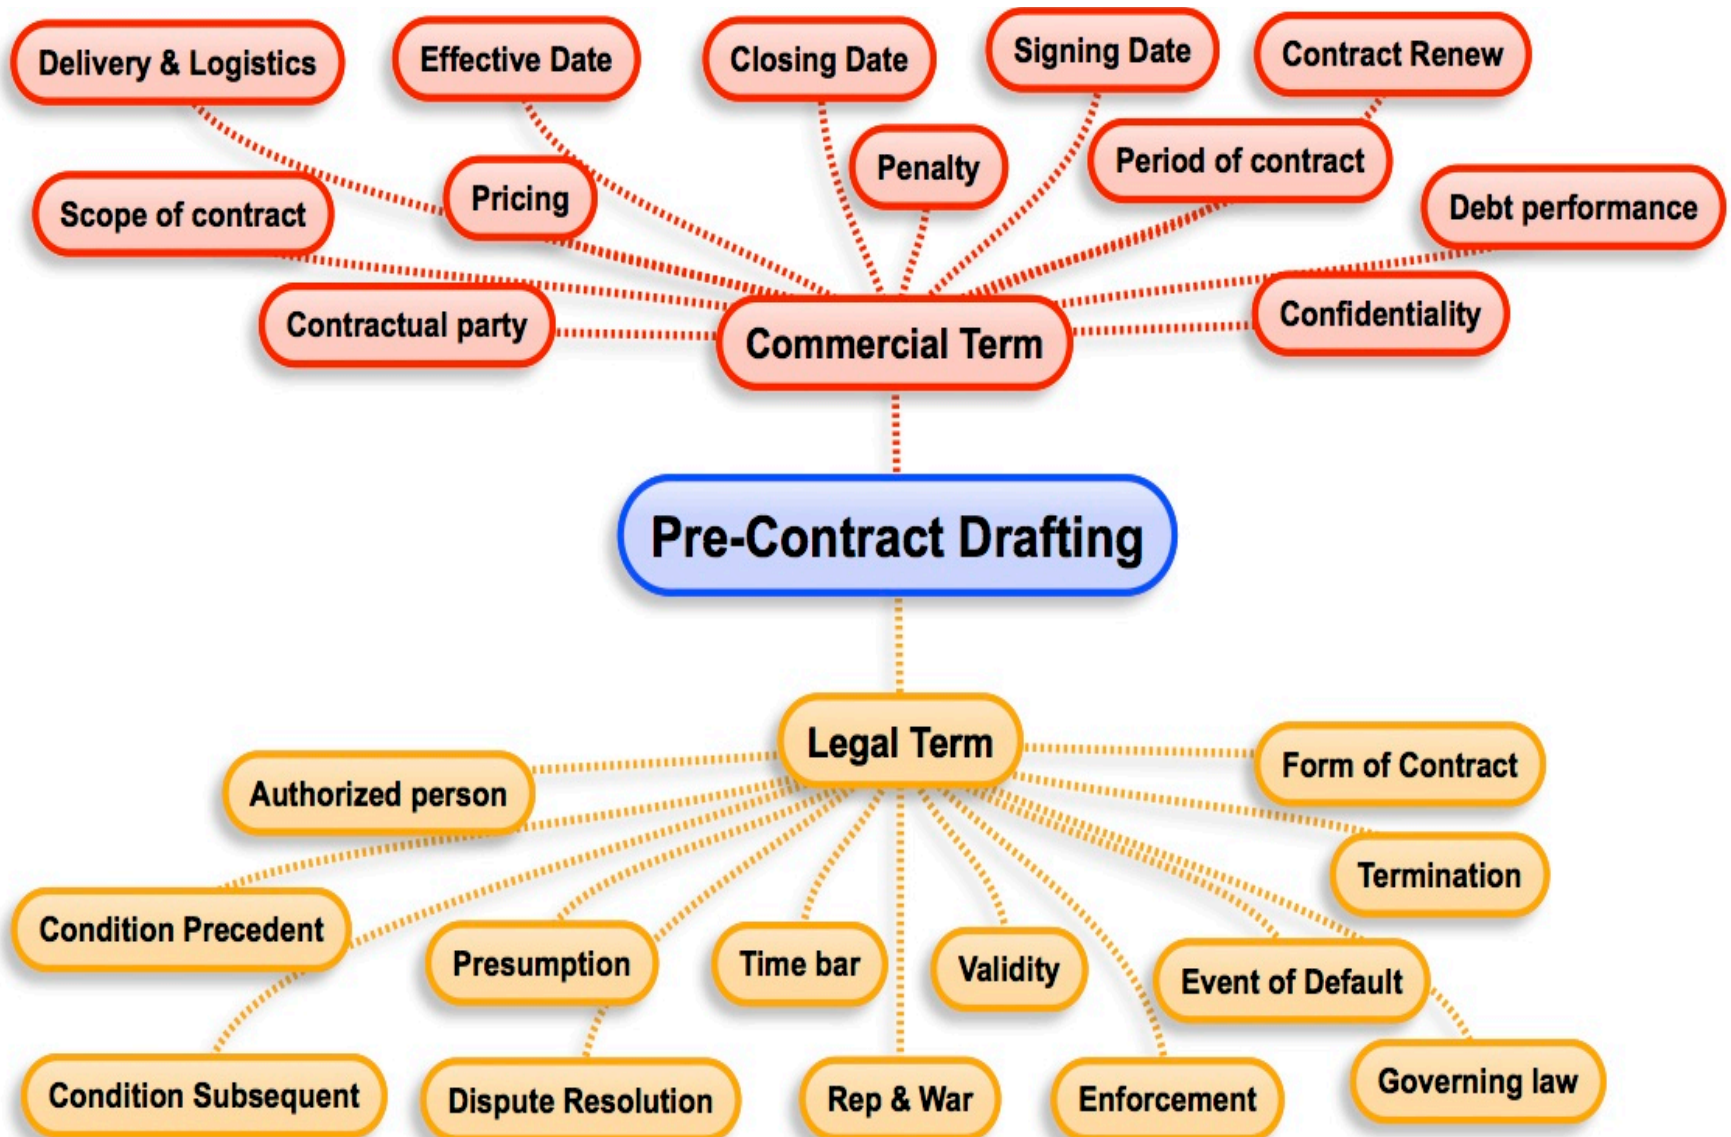 Delivery & Logistics
Effective Date
Closing Date
Signing Date
Contract Renew
Penalty
Period of contract
Scope of contract
Pricing
Debt performance
Contractual party
Commercial Term
Confidentiality
Pre-Contract Drafting
Legal Term
Form of Contract
Authorized person
Termination
Condition Precedent
Presumption
Time bar
Validity
Event of Default
Condition Subsequent
Dispute Resolution
Rep & War
Enforcement
Governing law